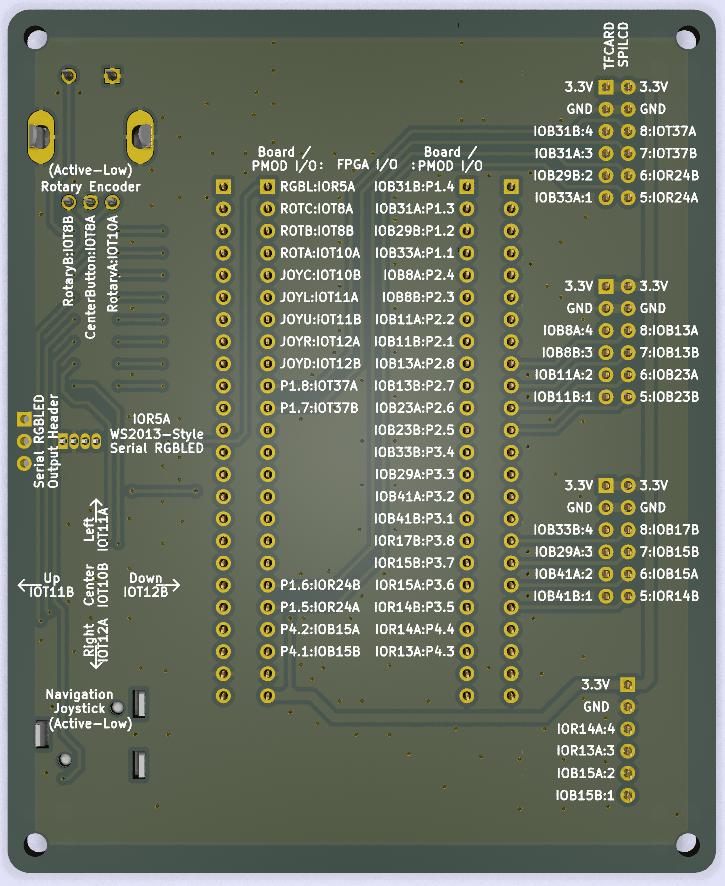 TFCARD
SPILCD
3.3V 3.3V
GND GND
IOB31B:4 8:IOT37A
IOB31A:3 7:IOT37B
IOB29B:2 6:IOR24B
IOB33A:1 5:IOR24A
(Active-Low)
Rotary Encoder
RotaryB:IOT8B
CenterButton:IOT8A
RotaryA:IOT10A
Board /
PMOD I/O: FPGA I/O
Board /
:PMOD I/O
RGBL:IOR5A IOB31B:P1.4
ROTC:IOT8A IOB31A:P1.3
ROTB:IOT8B IOB29B:P1.2
ROTA:IOT10A IOB33A:P1.1
JOYC:IOT10B IOB8A:P2.4
JOYL:IOT11A IOB8B:P2.3
JOYU:IOT11B IOB11A:P2.2
JOYR:IOT12A IOB11B:P2.1
JOYD:IOT12B IOB13A:P2.8
P1.8:IOT37A IOB13B:P2.7
P1.7:IOT37B IOB23A:P2.6
IOB23B:P2.5
IOB33B:P3.4
IOB29A:P3.3
IOB41A:P3.2
IOB41B:P3.1
IOR17B:P3.8
IOR15B:P3.7
P1.6:IOR24B IOR15A:P3.6
P1.5:IOR24A IOR14B:P3.5
P4.2:IOB15A IOR14A:P4.4
P4.1:IOB15B IOR13A:P4.3
3.3V 3.3V
GND GND
IOB8A:4 8:IOB13A
IOB8B:3 7:IOB13B
IOB11A:2 6:IOB23A
IOB11B:1 5:IOB23B
Serial RGBLED
Output Header
IOR5A
WS2013-Style
Serial RGBLED
3.3V 3.3V
GND GND
IOB33B:4 8:IOB17B
IOB29A:3 7:IOB15B
IOB41A:2 6:IOB15A
IOB41B:1 5:IOR14B
Left
IOT11A
Up
IOT11B
Center
IOT10B
Down
IOT12B
Right
IOT12A
Navigation
Joystick
(Active-Low)
3.3V
GND
IOR14A:4
IOR13A:3
IOB15A:2
IOB15B:1